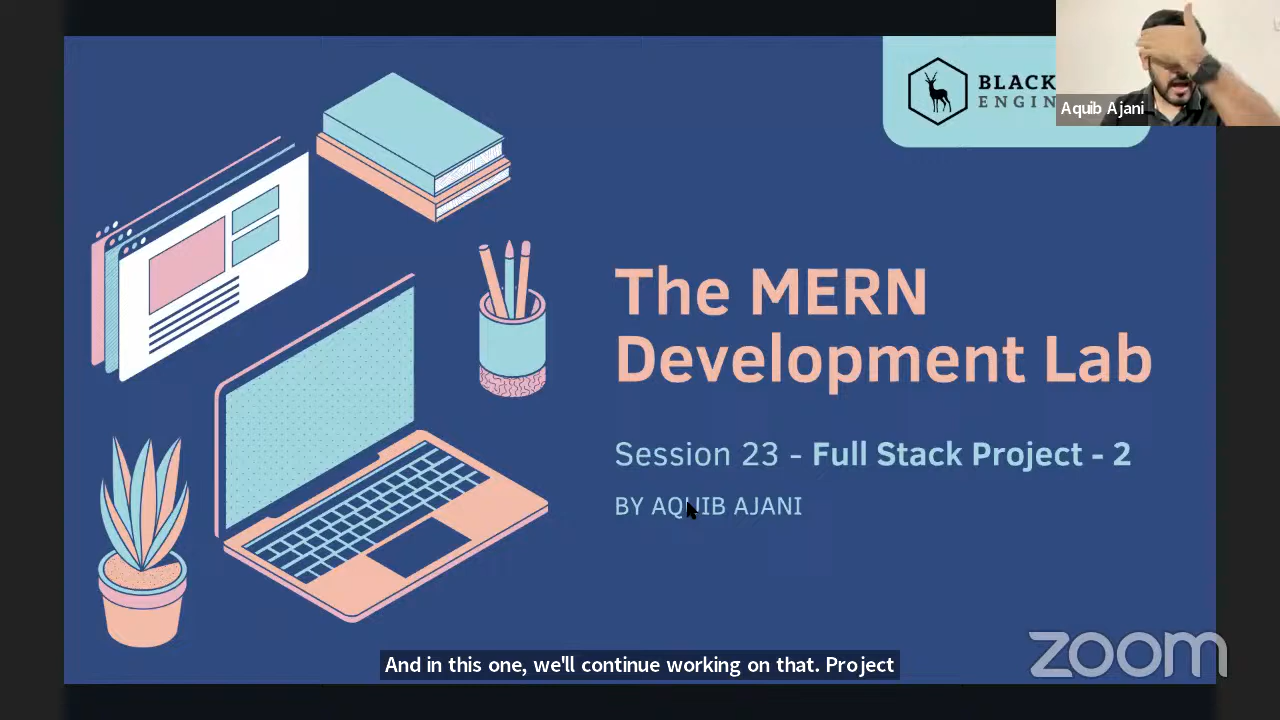 BLACK
ENGIN
Aquib Ajani
The MERN
Development Lab
Session 23 - Full Stack Project - 2
BY AQUIB AJANI
And in this one, we'll continue working on that. Project
zoom